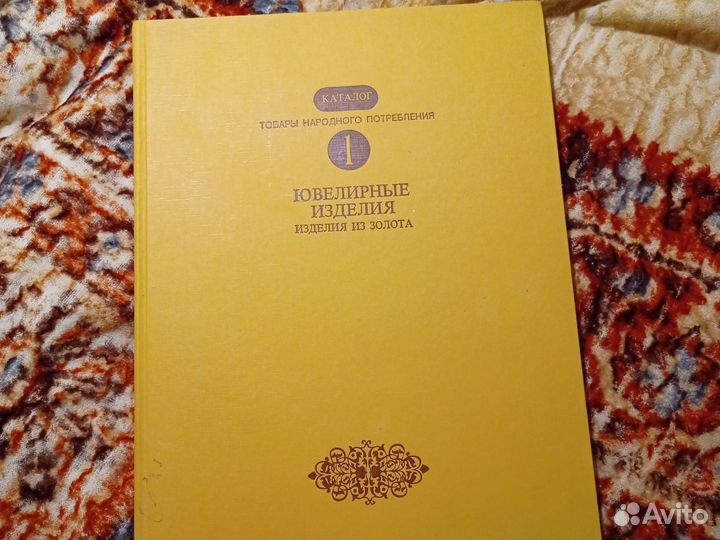 КАТАЛОГ
ТОВАРЫ НАРОДНОГО ПОТРЕБЛЕНИЯ
1
ЮВЕЛИРНЫЕ
ИЗДЕЛИЯ
ИЗДЕЛИЯ ИЗ ЗОЛОТА
Avito